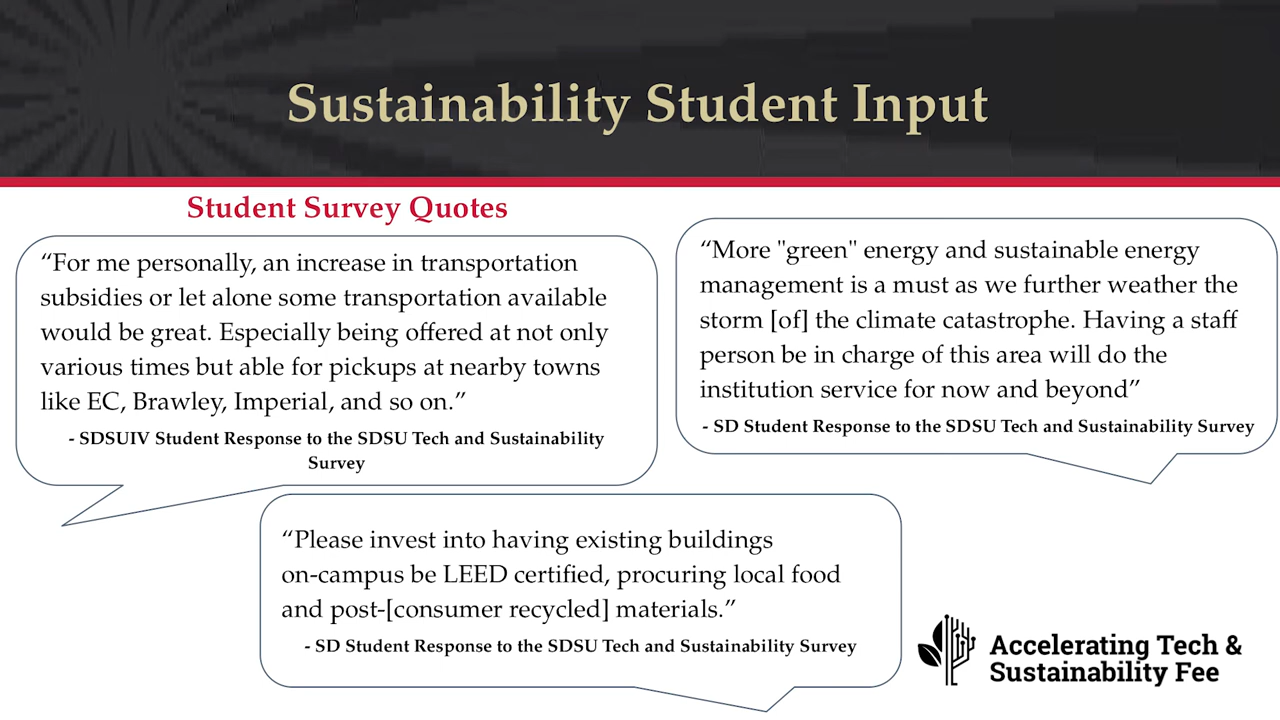 Sustainability Student Input
Student Survey Quotes
“For me personally, an increase in transportation
subsidies or let alone some transportation available
would be great. Especially being offered at not only
various times but able for pickups at nearby towns
like EC, Brawley, Imperial, and so on.”
- SDSUIV Student Response to the SDSU Tech and Sustainability
Survey
“More "green" energy and sustainable energy
management is a must as we further weather the
storm [of] the climate catastrophe. Having a staff
person be in charge of this area will do the
institution service for now and beyond”
- SD Student Response to the SDSU Tech and Sustainability Survey
“Please invest into having existing buildings
on-campus be LEED certified, procuring local food
and post-[consumer recycled] materials.”
- SD Student Response to the SDSU Tech and Sustainability Survey
Accelerating Tech &
Sustainability Fee